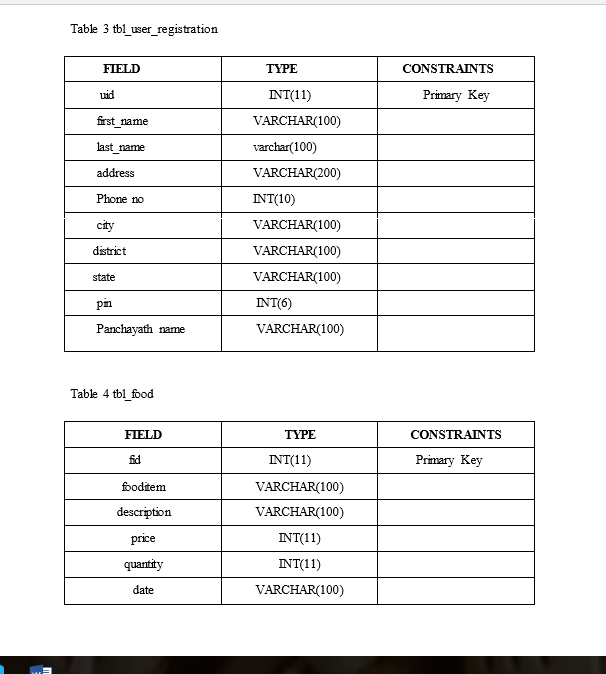 Table 3 tbl_user_registration
FIELD TYPE CONSTRAINTS
uid INT(11) Primary Key
first_name VARCHAR(100)
last_name varchar(100)
address VARCHAR(200)
Phone no INT(10)
city VARCHAR(100)
district VARCHAR(100)
state VARCHAR(100)
pin INT(6)
Panchayath name VARCHAR(100)
Table 4 tbl_food
FIELD TYPE CONSTRAINTS
fid INT(11) Primary Key
fooditem VARCHAR(100)
description VARCHAR(100)
price INT(11)
quantity INT(11)
date VARCHAR(100)